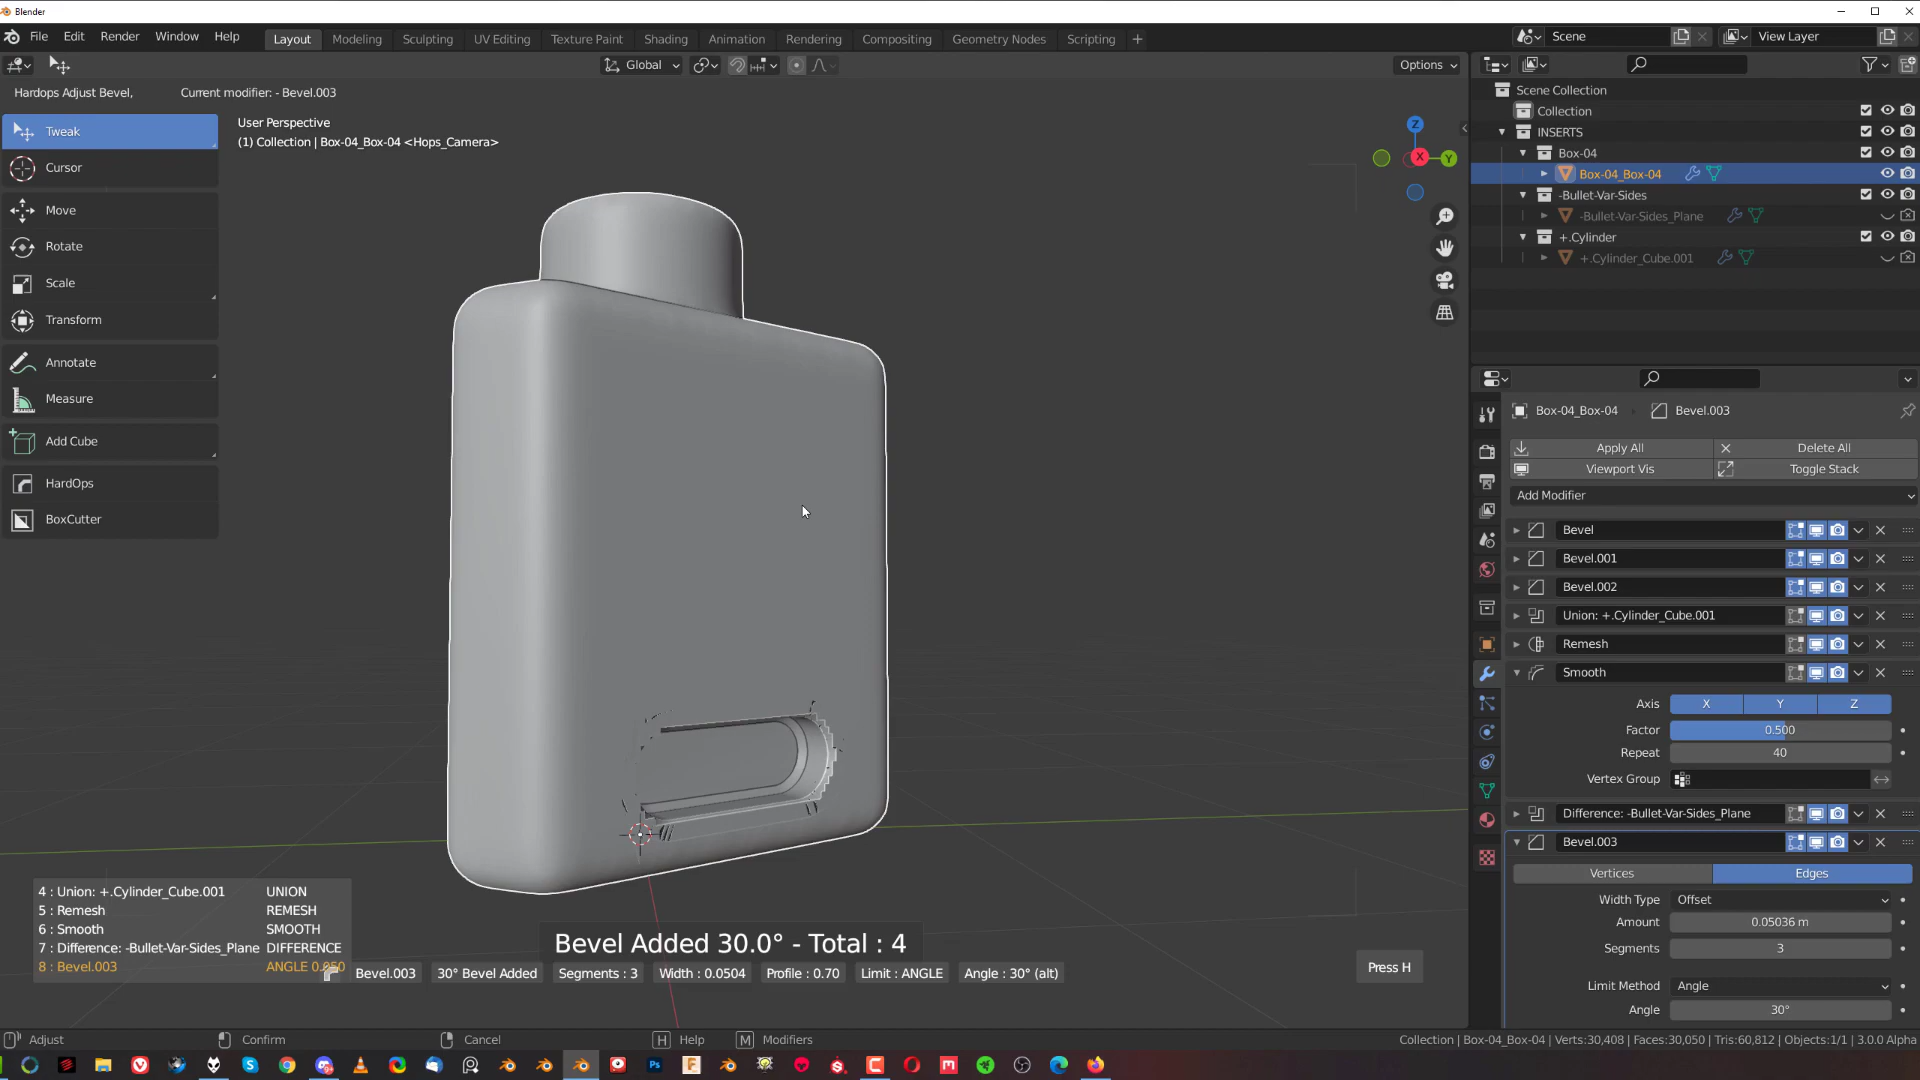 Blender
File Edit Render Window Help
Layout Modeling Sculpting UV Editing Texture Paint Shading Animation Rendering Compositing Geometry Nodes Scripting +
Scene View Layer
Global Options
Hardops Adjust Bevel, Current modifier: - Bevel.003
User Perspective
(1) Collection | Box-04_Box-04 <Hops_Camera>
Tweak
Cursor
Move
Rotate
Scale
Transform
Annotate
Measure
Add Cube
HardOps
BoxCutter
Z
X
Y
Scene Collection
Collection
INSERTS
Box-04
Box-04_Box-04
-Bullet-Var-Sides
-Bullet-Var-Sides_Plane
+.Cylinder
+.Cylinder_Cube.001
Box-04_Box-04 Bevel.003
Apply All Delete All
Viewport Vis Toggle Stack
Add Modifier
Bevel
Bevel.001
Bevel.002
Union: +.Cylinder_Cube.001
Remesh
Smooth
Axis X Y Z
Factor 0.500
Repeat 40
Vertex Group
Difference: -Bullet-Var-Sides_Plane
Bevel.003
Vertices Edges
Width Type Offset
Amount 0.05036 m
Segments 3
Limit Method Angle
Angle 30°
4 : Union: +.Cylinder_Cube.001 UNION
5 : Remesh REMESH
6 : Smooth SMOOTH
7 : Difference: -Bullet-Var-Sides_Plane DIFFERENCE
8 : Bevel.003 ANGLE 0.050
Bevel Added 30.0° - Total : 4
Bevel.003 30° Bevel Added Segments : 3 Width : 0.0504 Profile : 0.70 Limit : ANGLE Angle : 30° (alt)
Press H
Adjust Confirm Cancel H Help M Modifiers
Collection | Box-04_Box-04 | Verts:30,408 | Faces:30,050 | Tris:60,812 | Objects:1/1 | 3.0.0 Alpha